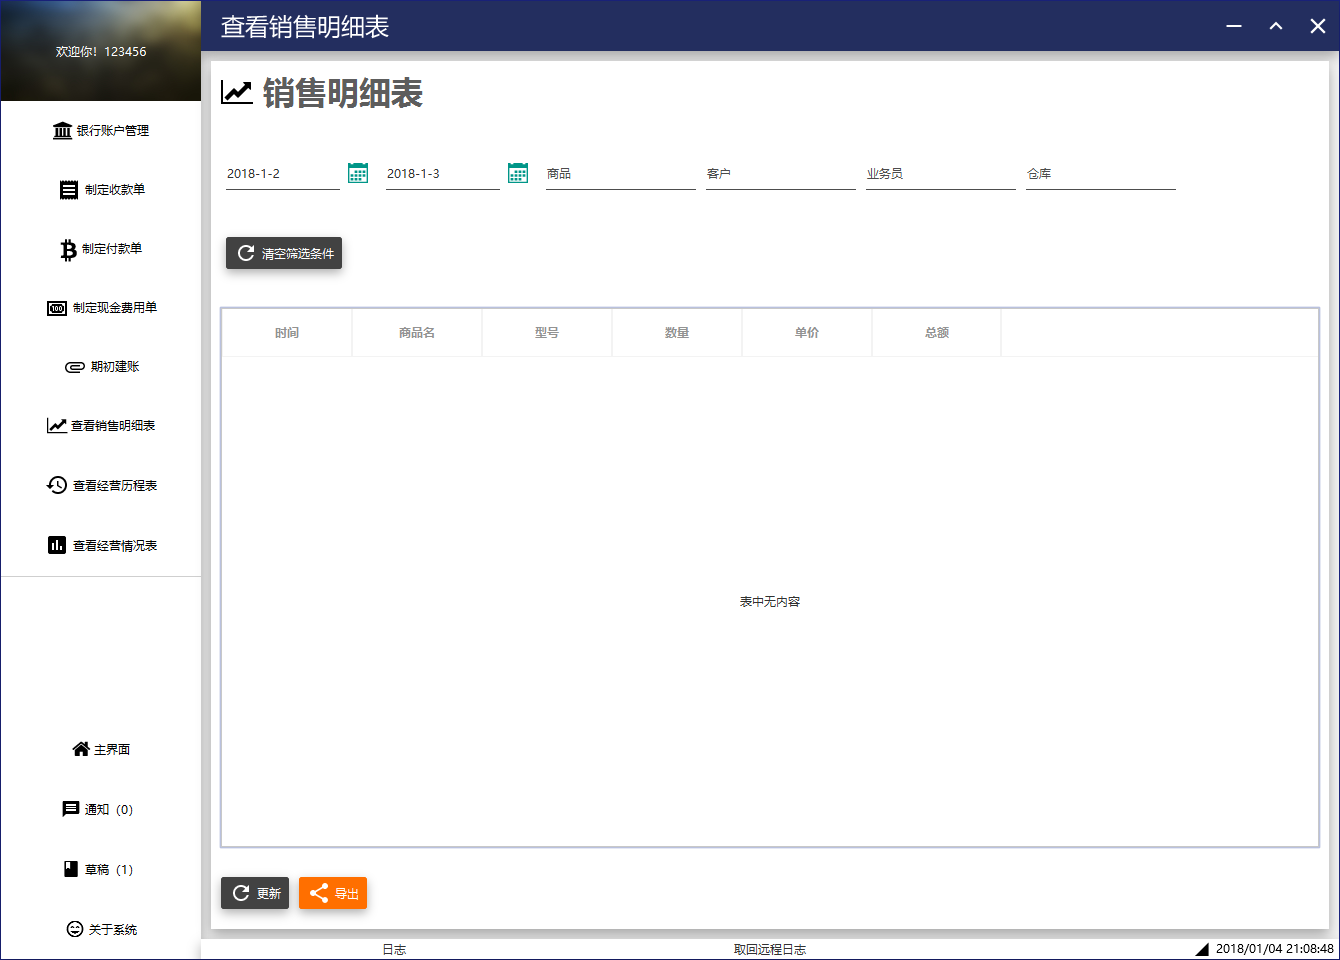 查看销售明细表
欢迎你！123456
银行账户管理
制定收款单
制定付款单
制定现金费用单
期初建账
查看销售明细表
查看经营历程表
查看经营情况表
主界面
通知（0）
草稿（1）
关于系统
销售明细表
2018-1-2 2018-1-3 商品 客户 业务员 仓库
清空筛选条件
时间 商品名 型号 数量 单价 总额
表中无内容
更新 导出
日志 取回远程日志 2018/01/04 21:08:48